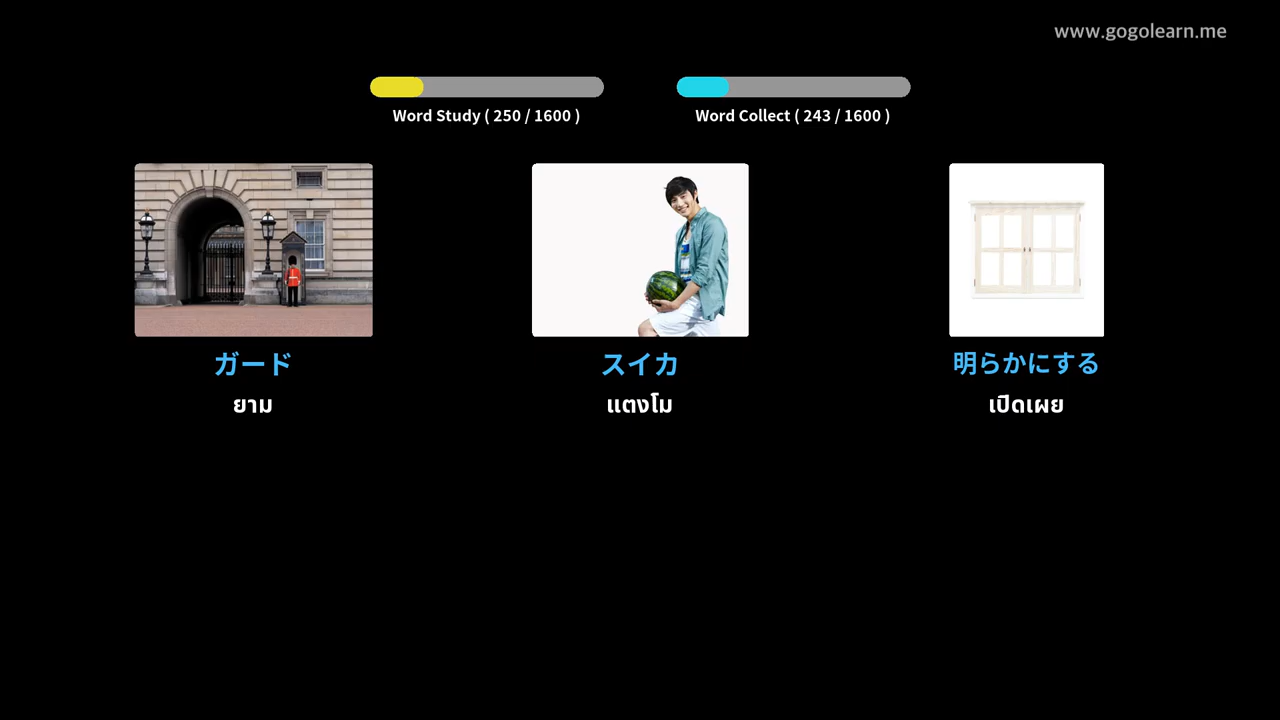 www.gogolearn.me
Word Study ( 250 / 1600 )
Word Collect ( 243 / 1600 )
ガード
スイカ
明らかにする
ยาม
แตงโม
เปิดเผย